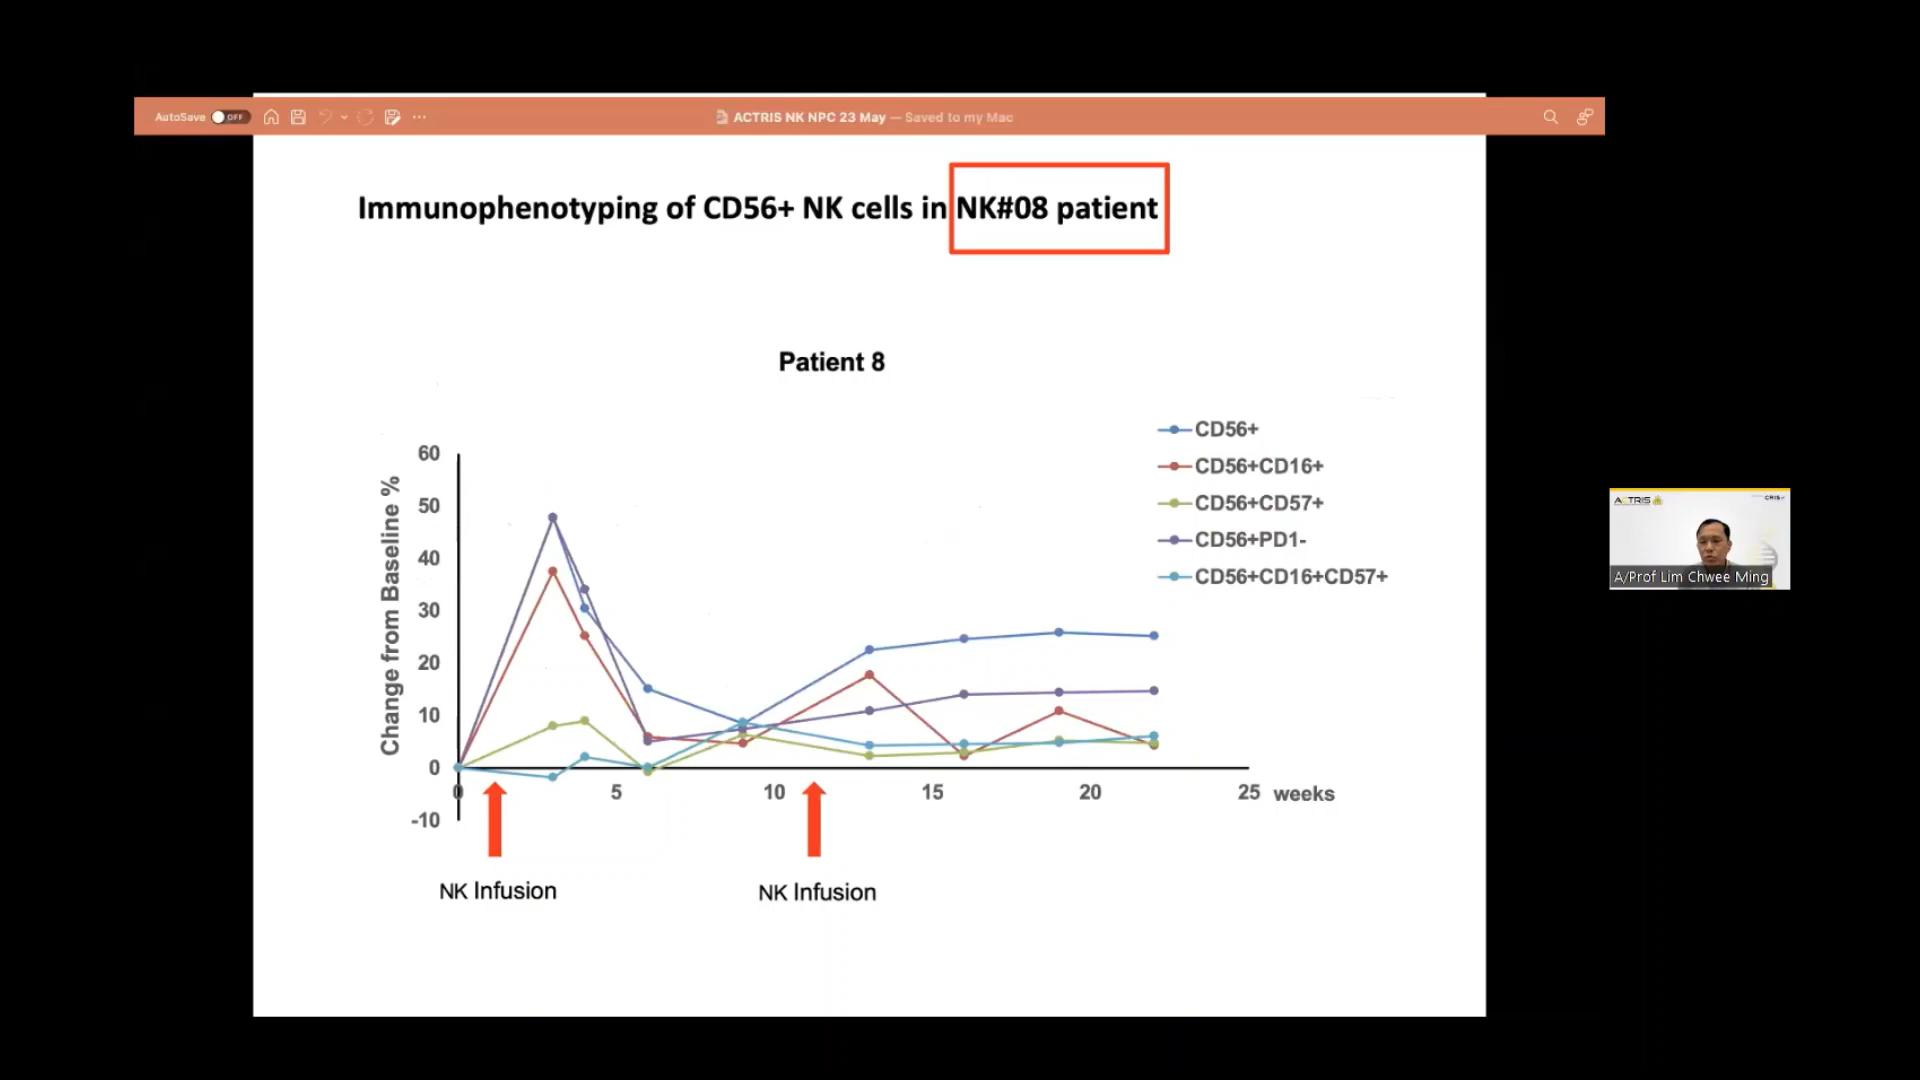 AutoSave OFF
ACTRIS NK NPC 23 May — Saved to my Mac
Immunophenotyping of CD56+ NK cells in NK#08 patient
Patient 8
CD56+
CD56+CD16+
CD56+CD57+
CD56+PD1-
CD56+CD16+CD57+
Change from Baseline %
60
50
40
30
20
10
0
-10
0 5 10 15 20 25 weeks
NK Infusion NK Infusion
ACTRIS
CRIS
A/Prof Lim Chwee Ming